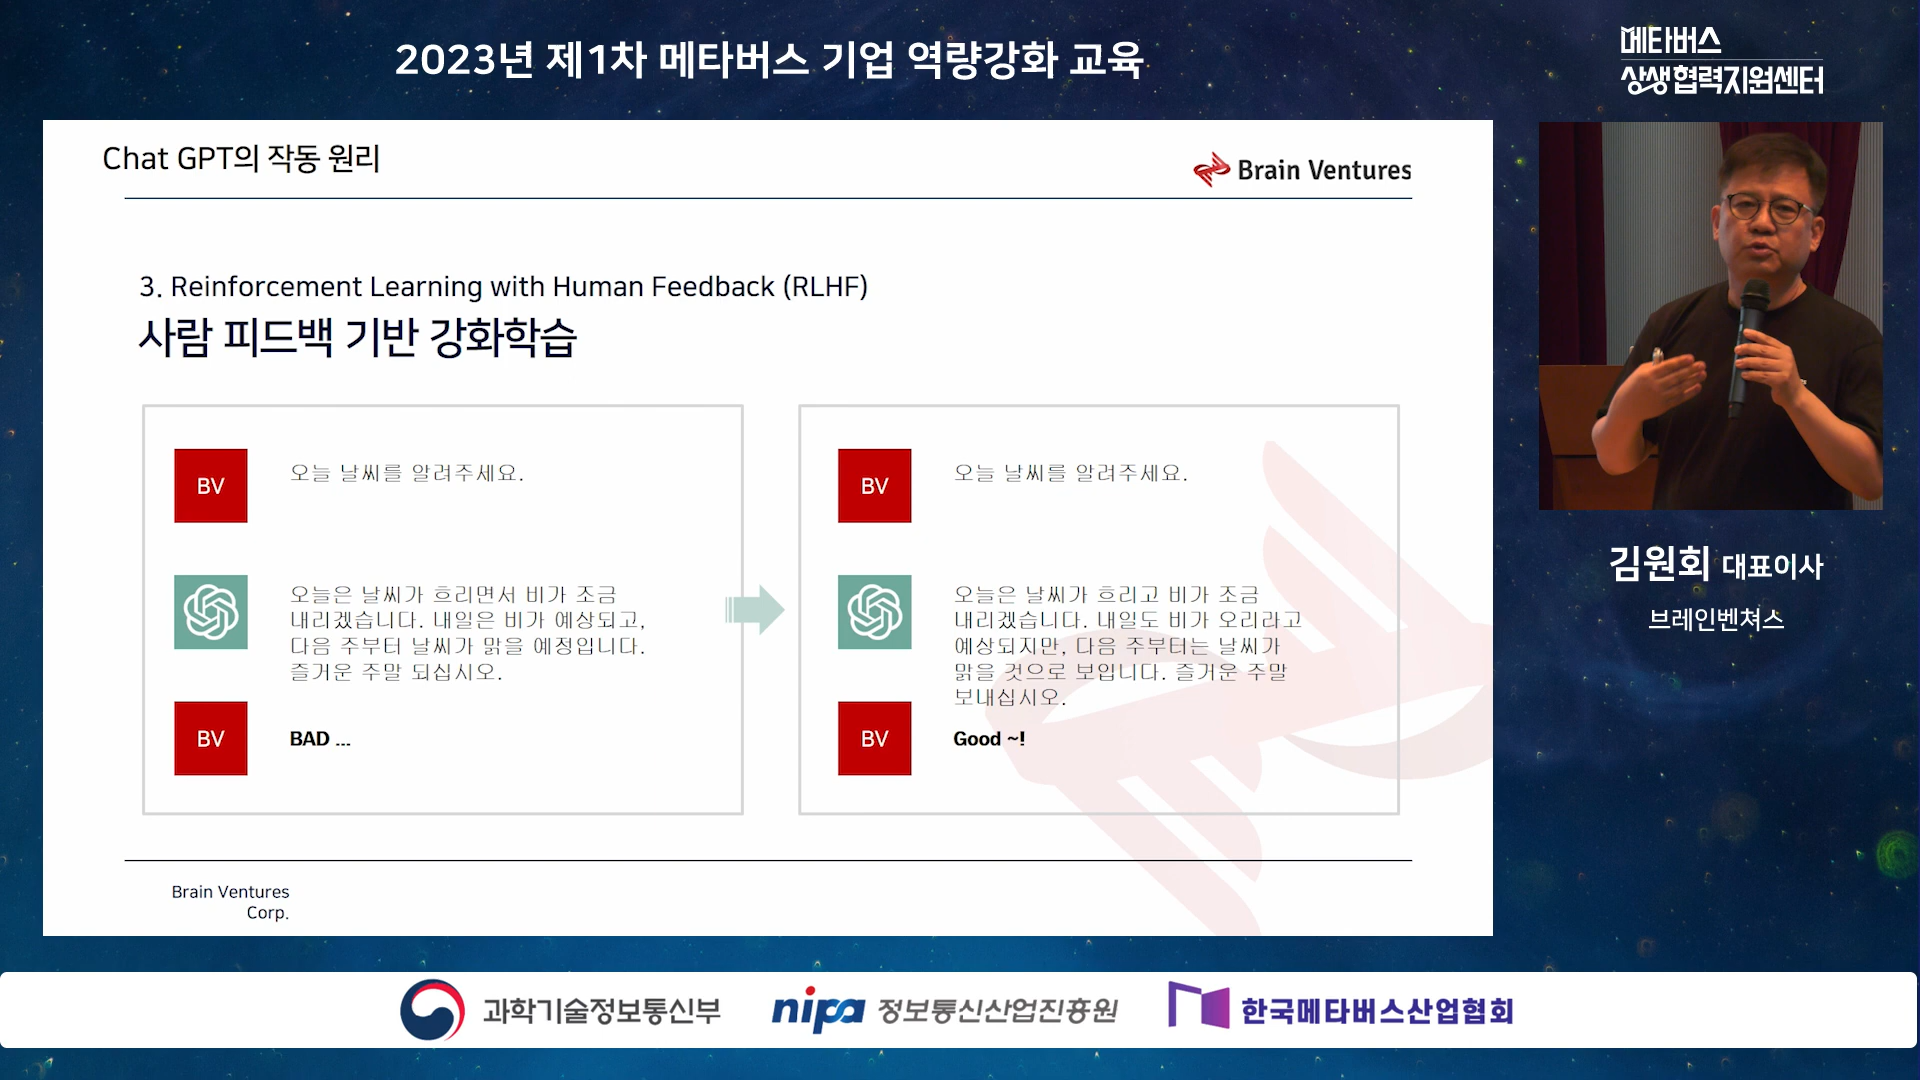 2023년 제1차 메타버스 기업 역량강화 교육
메타버스
상생협력지원센터
Chat GPT의 작동 원리
Brain Ventures
3. Reinforcement Learning with Human Feedback (RLHF)
사람 피드백 기반 강화학습
BV
오늘 날씨를 알려주세요.
오늘은 날씨가 흐리면서 비가 조금
내리겠습니다. 내일은 비가 예상되고,
다음 주부터 날씨가 맑을 예정입니다.
즐거운 주말 되십시오.
BV
BAD ...
BV
오늘 날씨를 알려주세요.
오늘은 날씨가 흐리고 비가 조금
내리겠습니다. 내일도 비가 오리라고
예상되지만, 다음 주부터는 날씨가
맑을 것으로 보입니다. 즐거운 주말
보내십시오.
BV
Good ~!
Brain Ventures
Corp.
김원회 대표이사
브레인벤쳐스
과학기술정보통신부
nipa 정보통신산업진흥원
한국메타버스산업협회